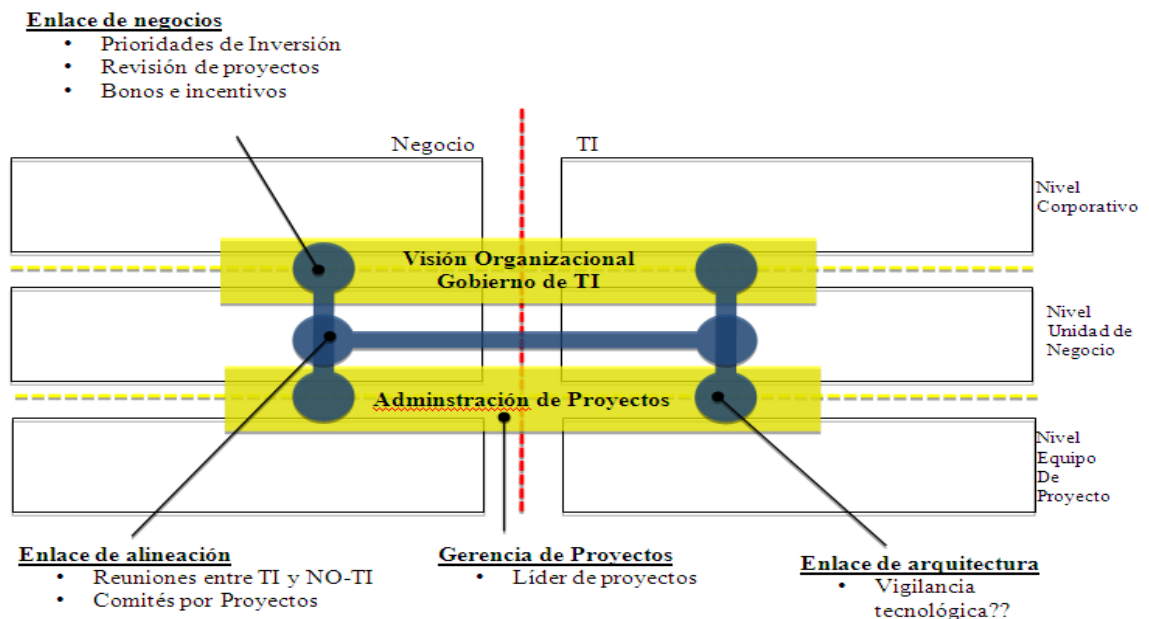 Enlace de negocios
• Prioridades de Inversión
• Revisión de proyectos
• Bonos e incentivos
Negocio
TI
Nivel
Corporativo
Visión Organizacional
Gobierno de TI
Nivel
Unidad de
Negocio
Adminstración de Proyectos
Nivel
Equipo
De
Proyecto
Enlace de alineación
• Reuniones entre TI y NO-TI
• Comités por Proyectos
Gerencia de Proyectos
• Líder de proyectos
Enlace de arquitectura
• Vigilancia
tecnológica??